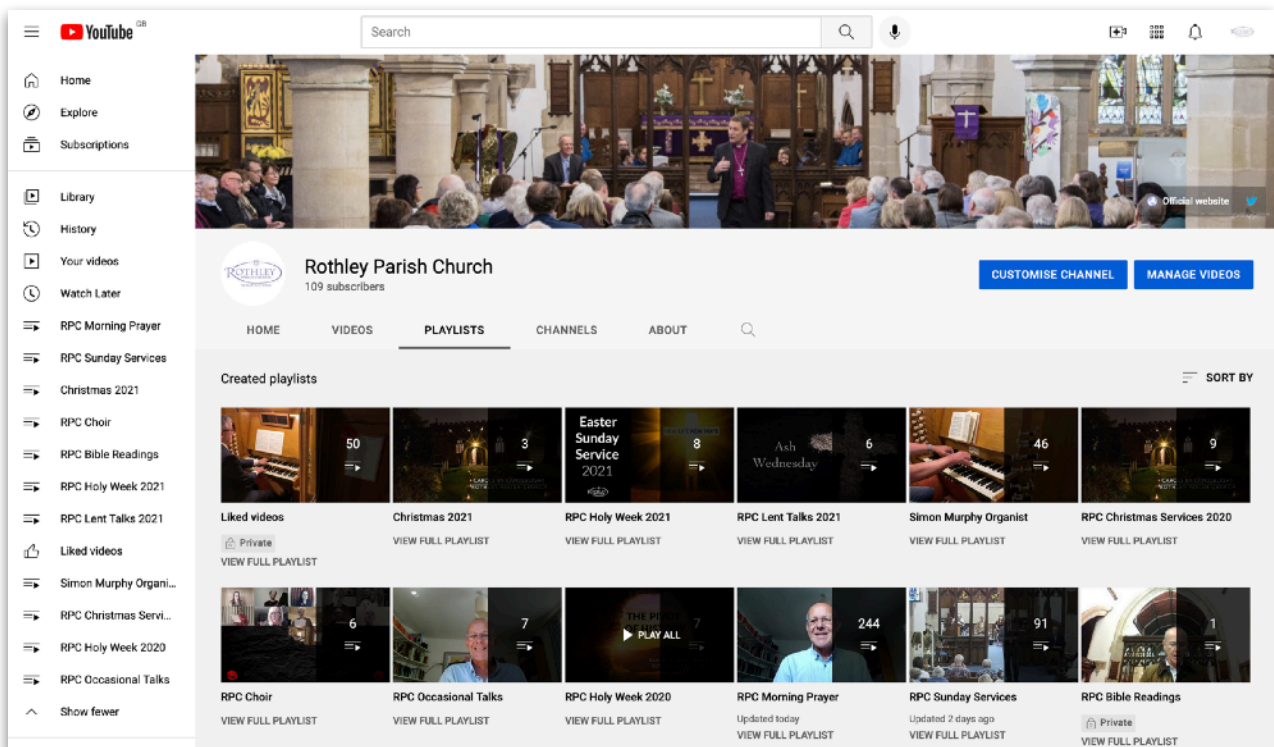 YouTube GB
Search
Home
Explore
Subscriptions
Library
History
Your videos
Watch Later
RPC Morning Prayer
RPC Sunday Services
Christmas 2021
RPC Choir
RPC Bible Readings
RPC Holy Week 2021
RPC Lent Talks 2021
Liked videos
Simon Murphy Organi...
RPC Christmas Servi...
RPC Holy Week 2020
RPC Occasional Talks
Show fewer
Official website
ROTHLEY
Rothley Parish Church
109 subscribers
CUSTOMISE CHANNEL
MANAGE VIDEOS
HOME VIDEOS PLAYLISTS CHANNELS ABOUT
Created playlists
SORT BY
50
Liked videos
Private
VIEW FULL PLAYLIST
3
Christmas 2021
VIEW FULL PLAYLIST
Easter
Sunday
Service
2021
8
RPC Holy Week 2021
VIEW FULL PLAYLIST
Ash
Wednesday
6
RPC Lent Talks 2021
VIEW FULL PLAYLIST
46
Simon Murphy Organist
VIEW FULL PLAYLIST
9
RPC Christmas Services 2020
VIEW FULL PLAYLIST
6
RPC Choir
VIEW FULL PLAYLIST
7
RPC Occasional Talks
VIEW FULL PLAYLIST
PLAY ALL
7
RPC Holy Week 2020
VIEW FULL PLAYLIST
244
RPC Morning Prayer
Updated today
VIEW FULL PLAYLIST
91
RPC Sunday Services
Updated 2 days ago
VIEW FULL PLAYLIST
1
RPC Bible Readings
Private
VIEW FULL PLAYLIST